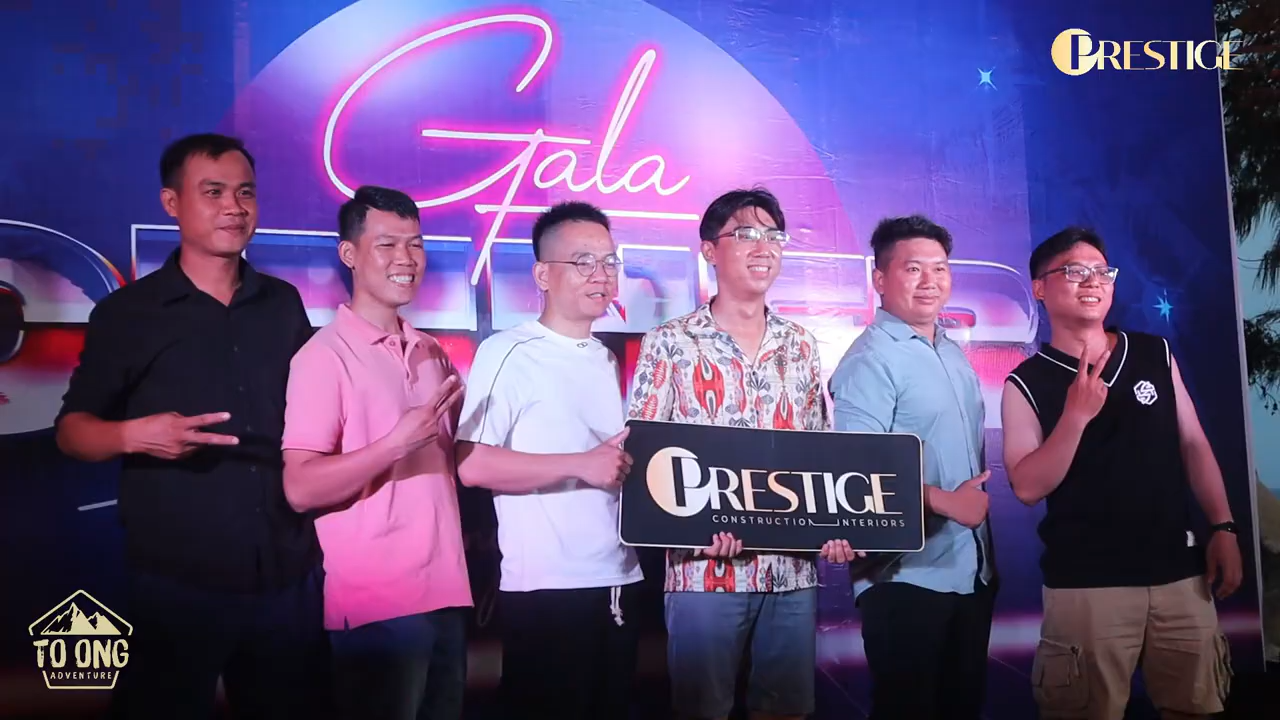 PRESTIGE
Gala
PRESTIGE
CONSTRUCTION INTERIORS
TO ONG
ADVENTURE